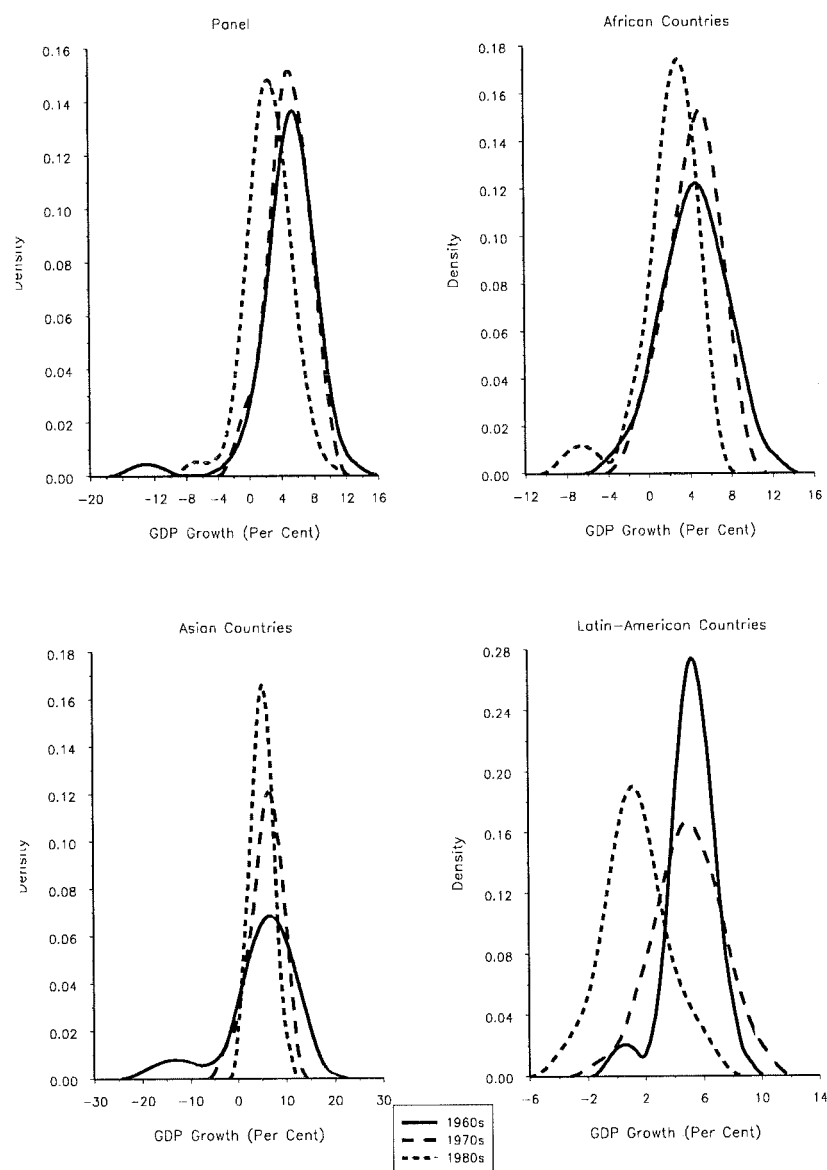 Panel
0.16
0.14
0.12
0.10
0.08
0.06
0.04
0.02
0.00
Density
-20 -16 -12 -8 -4 0 4 8 12 16
GDP Growth (Per Cent)
African Countries
0.18
0.16
0.14
0.12
0.10
0.08
0.06
0.04
0.02
0.00
Density
-12 -8 -4 0 4 8 12 16
GDP Growth (Per Cent)
Asian Countries
0.18
0.16
0.14
0.12
0.10
0.08
0.06
0.04
0.02
0.00
Density
-30 -20 -10 0 10 20 30
GDP Growth (Per Cent)
Latin-American Countries
0.28
0.24
0.20
0.16
0.12
0.08
0.04
0.00
Density
-6 -2 2 6 10 14
GDP Growth (Per Cent)
1960s
1970s
1980s